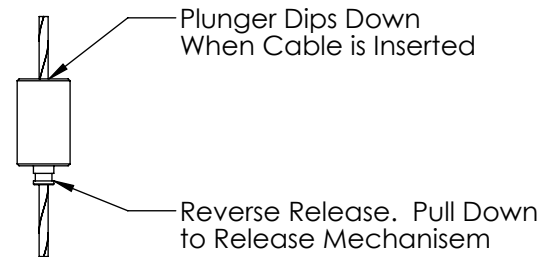 Plunger Dips Down
When Cable is Inserted
Reverse Release. Pull Down
to Release Mechanisem